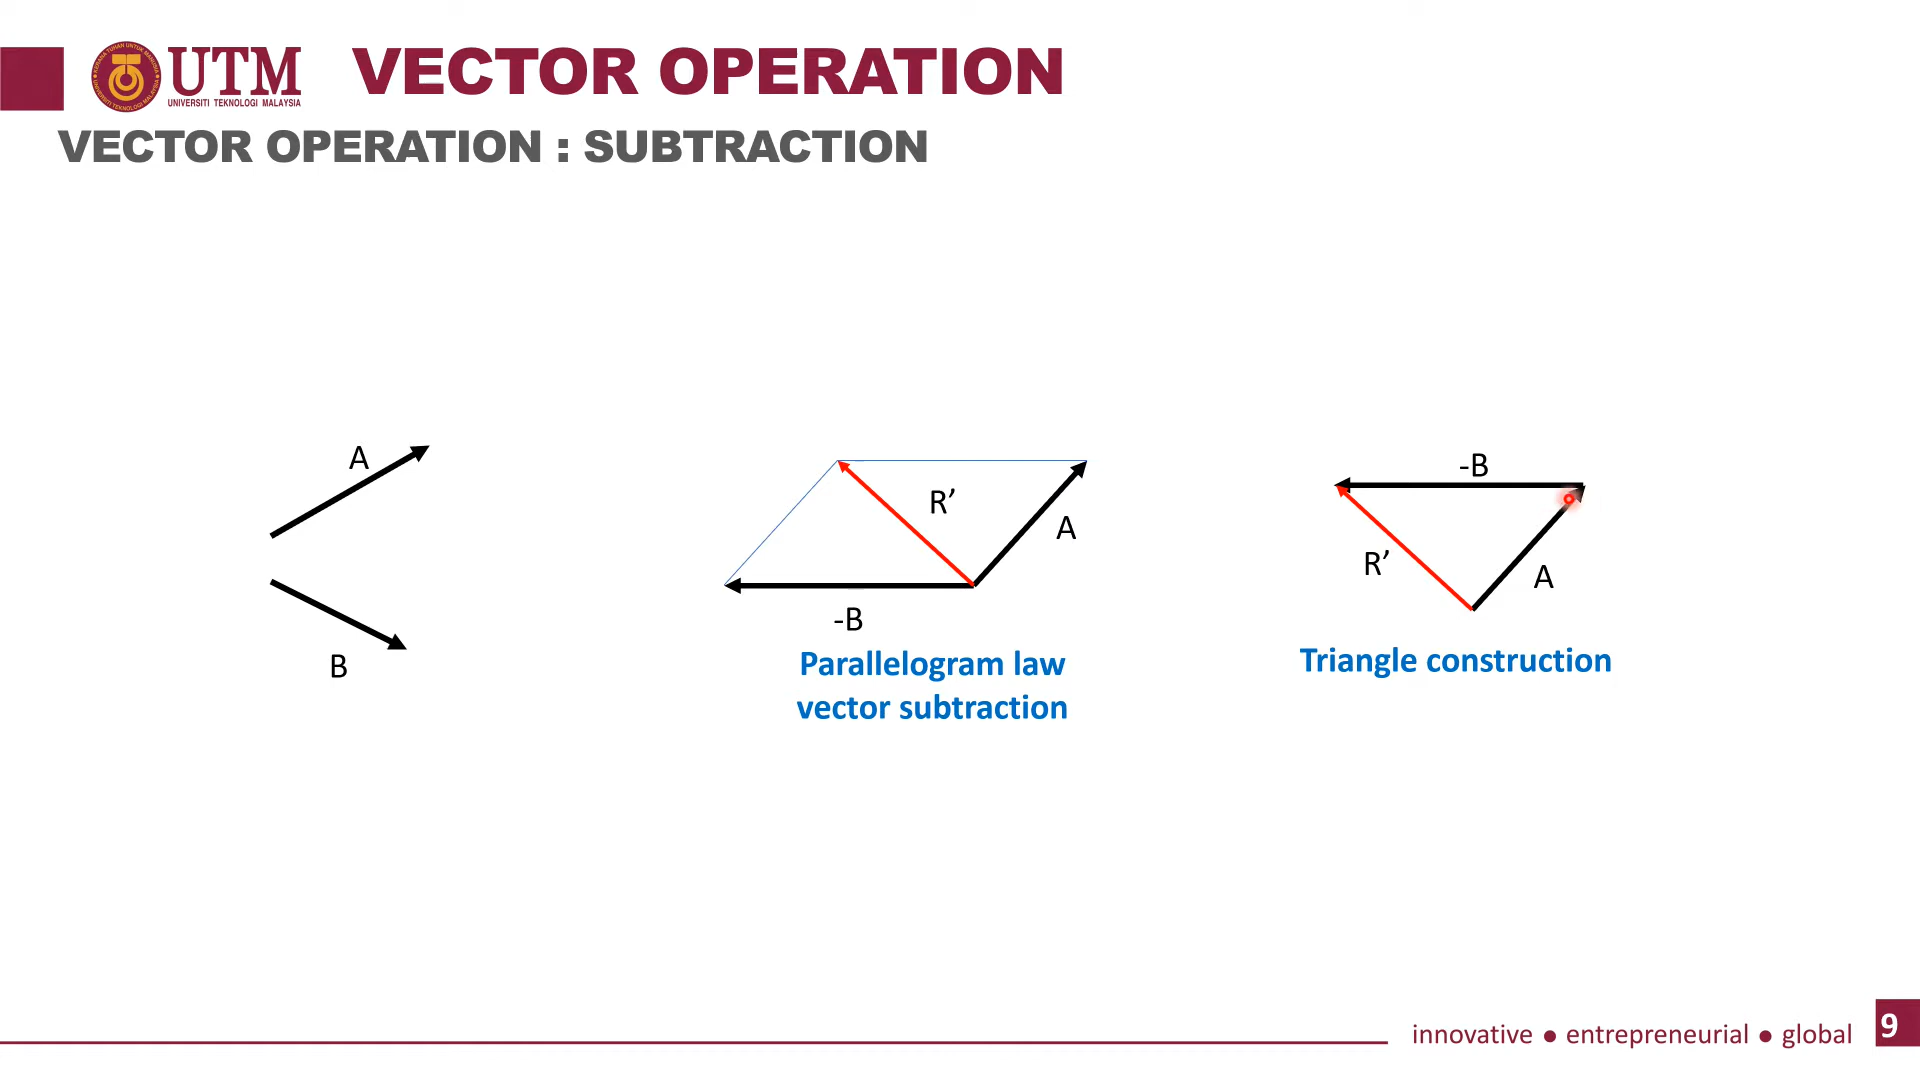 UTM
UNIVERSITI TEKNOLOGI MALAYSIA
VECTOR OPERATION
VECTOR OPERATION : SUBTRACTION
A
B
R’
A
-B
Parallelogram law
vector subtraction
-B
R’
A
Triangle construction
innovative ● entrepreneurial ● global
9